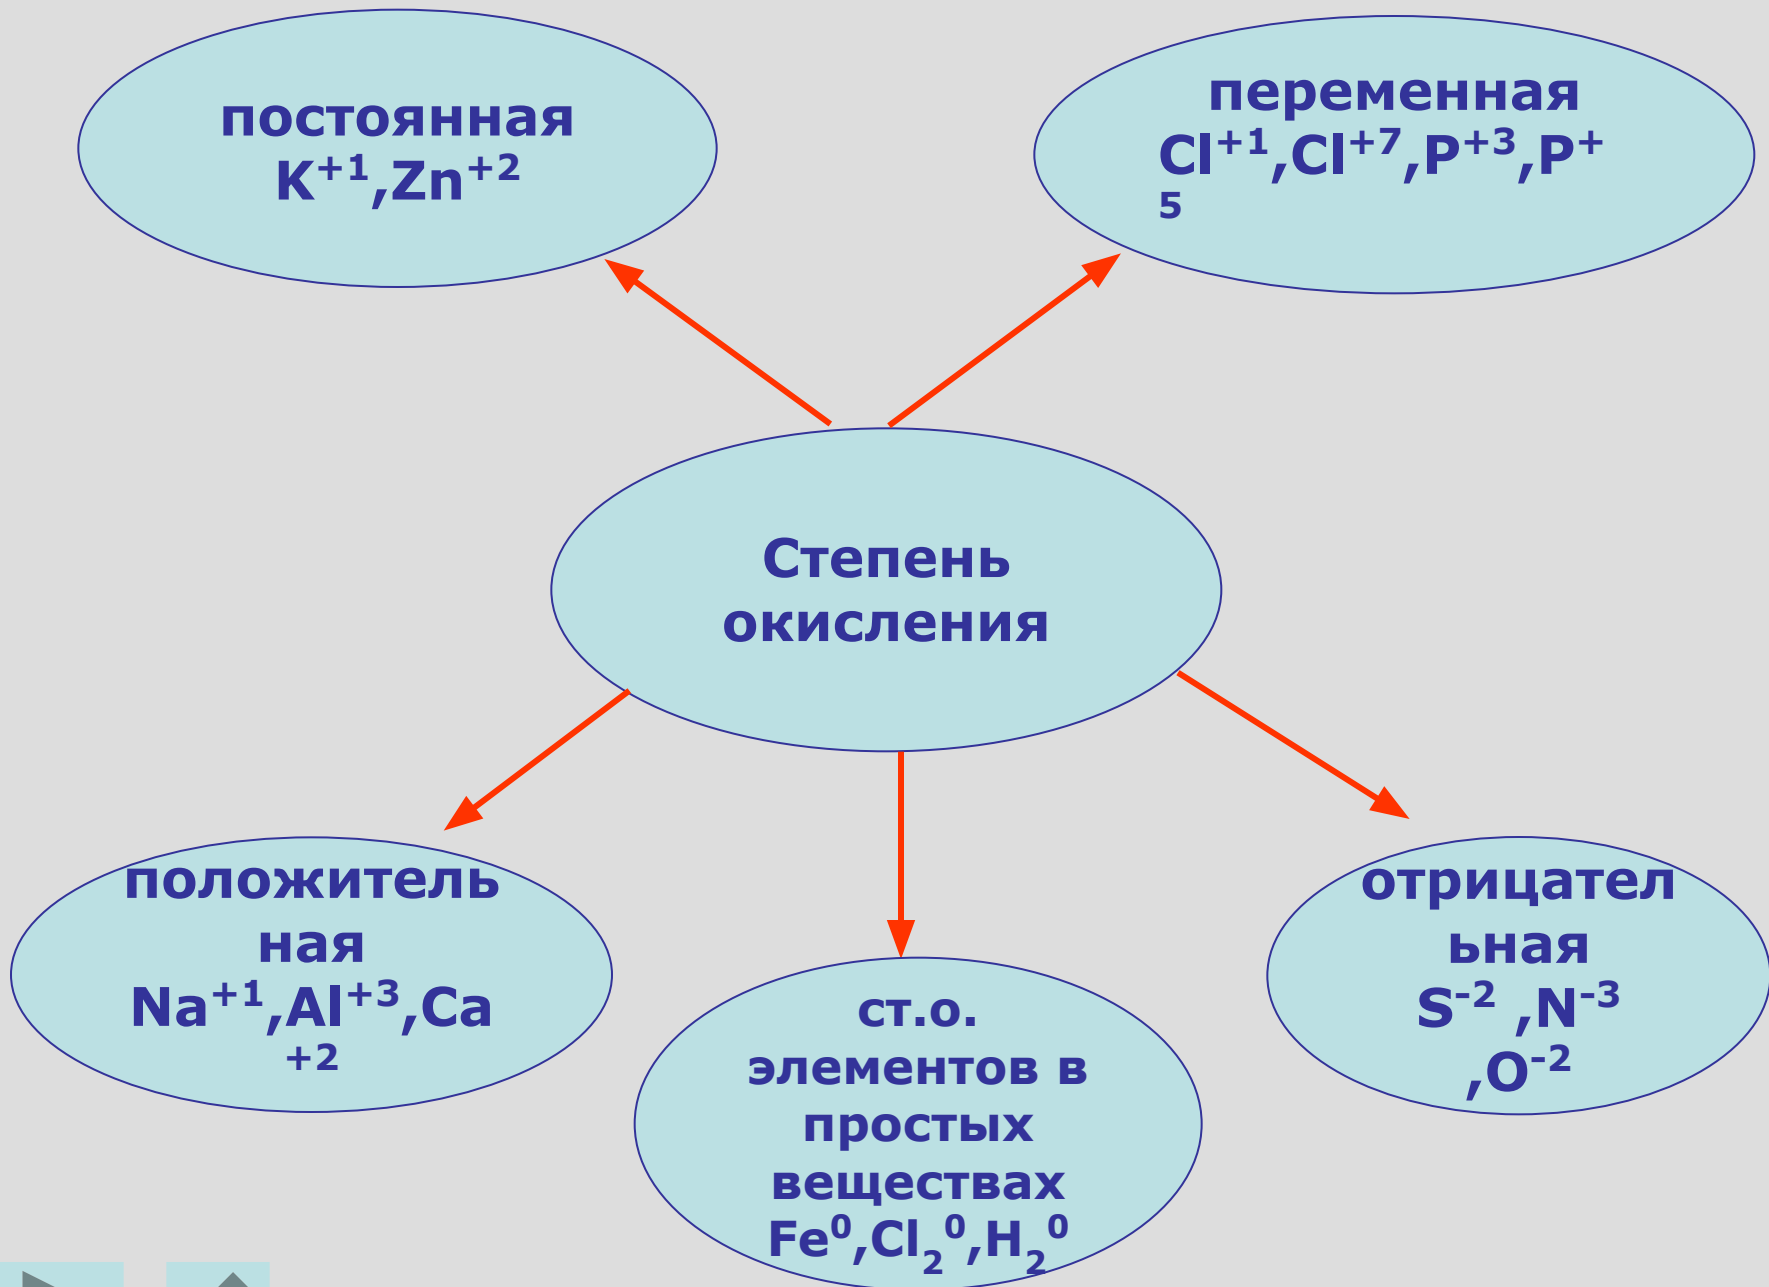 постоянная
K⁺¹,Zn⁺²
переменная
Cl⁺¹,Cl⁺⁷,P⁺³,P⁺
⁵
Степень
окисления
положитель
ная
Na⁺¹,Al⁺³,Ca
⁺²
ст.о.
элементов в
простых
веществах
Fe⁰,Cl₂⁰,H₂⁰
отрицател
ьная
S⁻² ,N⁻³
,O⁻²